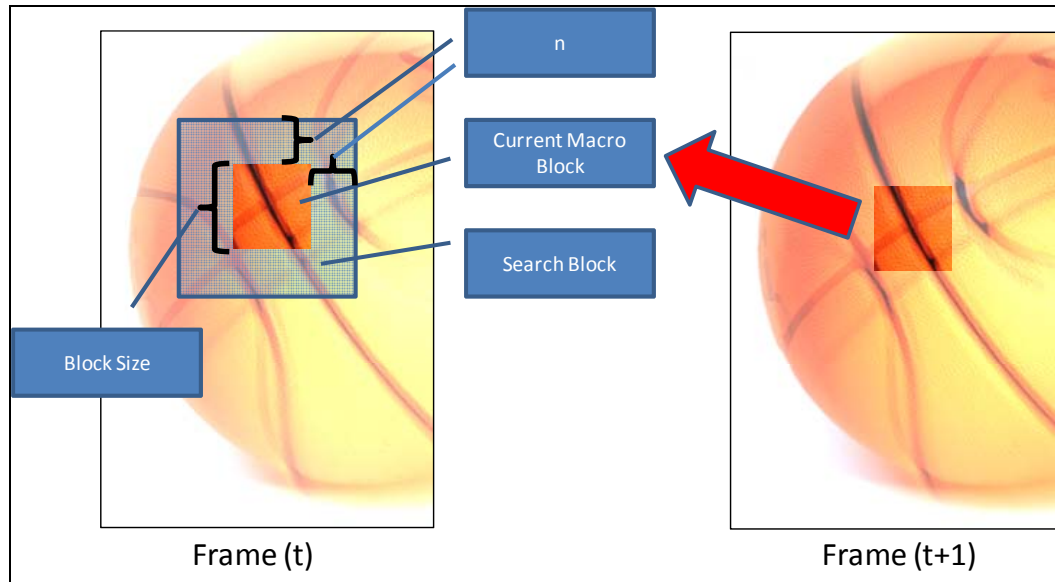 n
Current Macro
Block
Search Block
Block Size
Frame (t)
Frame (t+1)